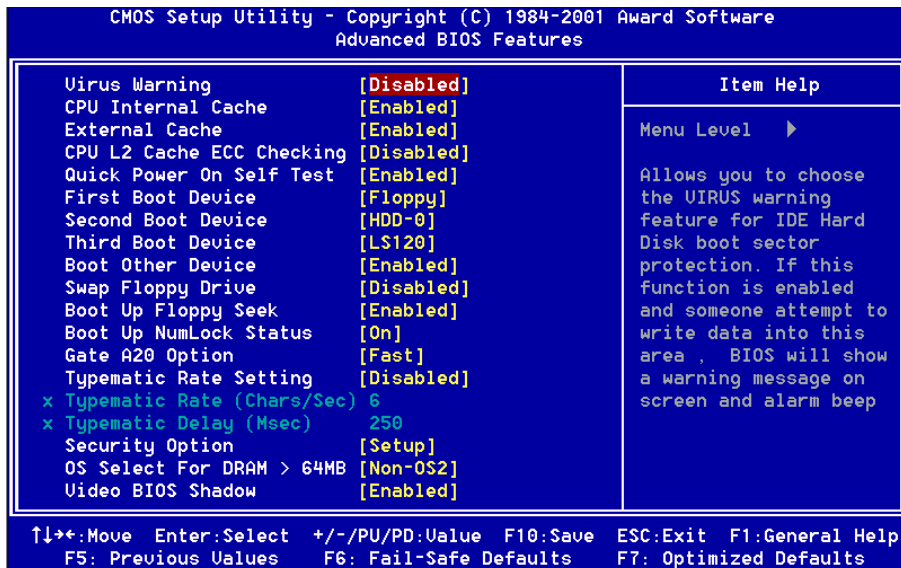 CMOS Setup Utility - Copyright (C) 1984-2001 Award Software
Advanced BIOS Features
Virus Warning [Disabled]
CPU Internal Cache [Enabled]
External Cache [Enabled]
CPU L2 Cache ECC Checking [Disabled]
Quick Power On Self Test [Enabled]
First Boot Device [Floppy]
Second Boot Device [HDD-0]
Third Boot Device [LS120]
Boot Other Device [Enabled]
Swap Floppy Drive [Disabled]
Boot Up Floppy Seek [Enabled]
Boot Up NumLock Status [On]
Gate A20 Option [Fast]
Typematic Rate Setting [Disabled]
x Typematic Rate (Chars/Sec) 6
x Typematic Delay (Msec) 250
Security Option [Setup]
OS Select For DRAM > 64MB [Non-OS2]
Video BIOS Shadow [Enabled]
Item Help
Menu Level ▶
Allows you to choose
the VIRUS warning
feature for IDE Hard
Disk boot sector
protection. If this
function is enabled
and someone attempt to
write data into this
area , BIOS will show
a warning message on
screen and alarm beep
↑↓→←:Move Enter:Select +/-/PU/PD:Value F10:Save ESC:Exit F1:General Help
F5: Previous Values F6: Fail-Safe Defaults F7: Optimized Defaults